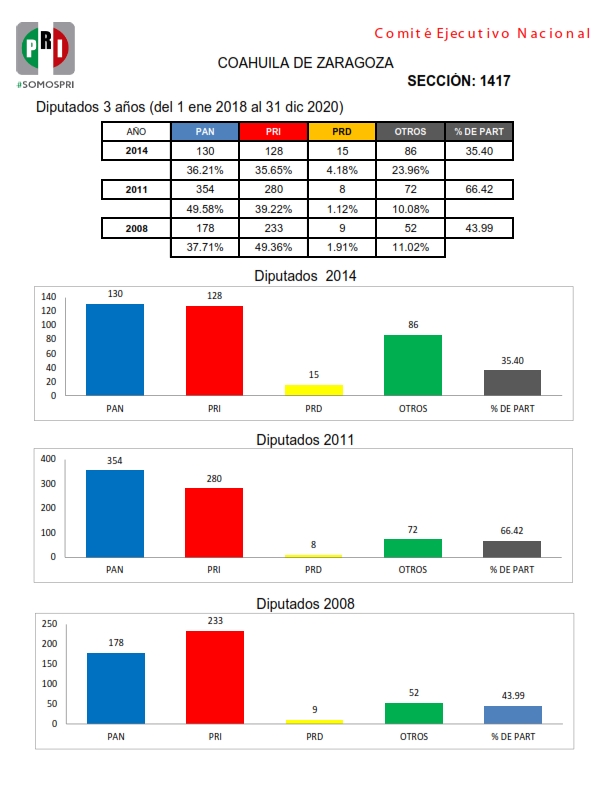 Comité Ejecutivo Nacional
PRI
#SOMOSPRI
COAHUILA DE ZARAGOZA
SECCIÓN: 1417
Diputados 3 años (del 1 ene 2018 al 31 dic 2020)
AÑO PAN PRI PRD OTROS % DE PART
2014 130 128 15 86 35.40
36.21% 35.65% 4.18% 23.96%
2011 354 280 8 72 66.42
49.58% 39.22% 1.12% 10.08%
2008 178 233 9 52 43.99
37.71% 49.36% 1.91% 11.02%
Diputados 2014
140
120
100
80
60
40
20
0
130
128
15
86
35.40
PAN PRI PRD OTROS % DE PART
Diputados 2011
400
300
200
100
0
354
280
8
72
66.42
PAN PRI PRD OTROS % DE PART
Diputados 2008
250
200
150
100
50
0
178
233
9
52
43.99
PAN PRI PRD OTROS % DE PART